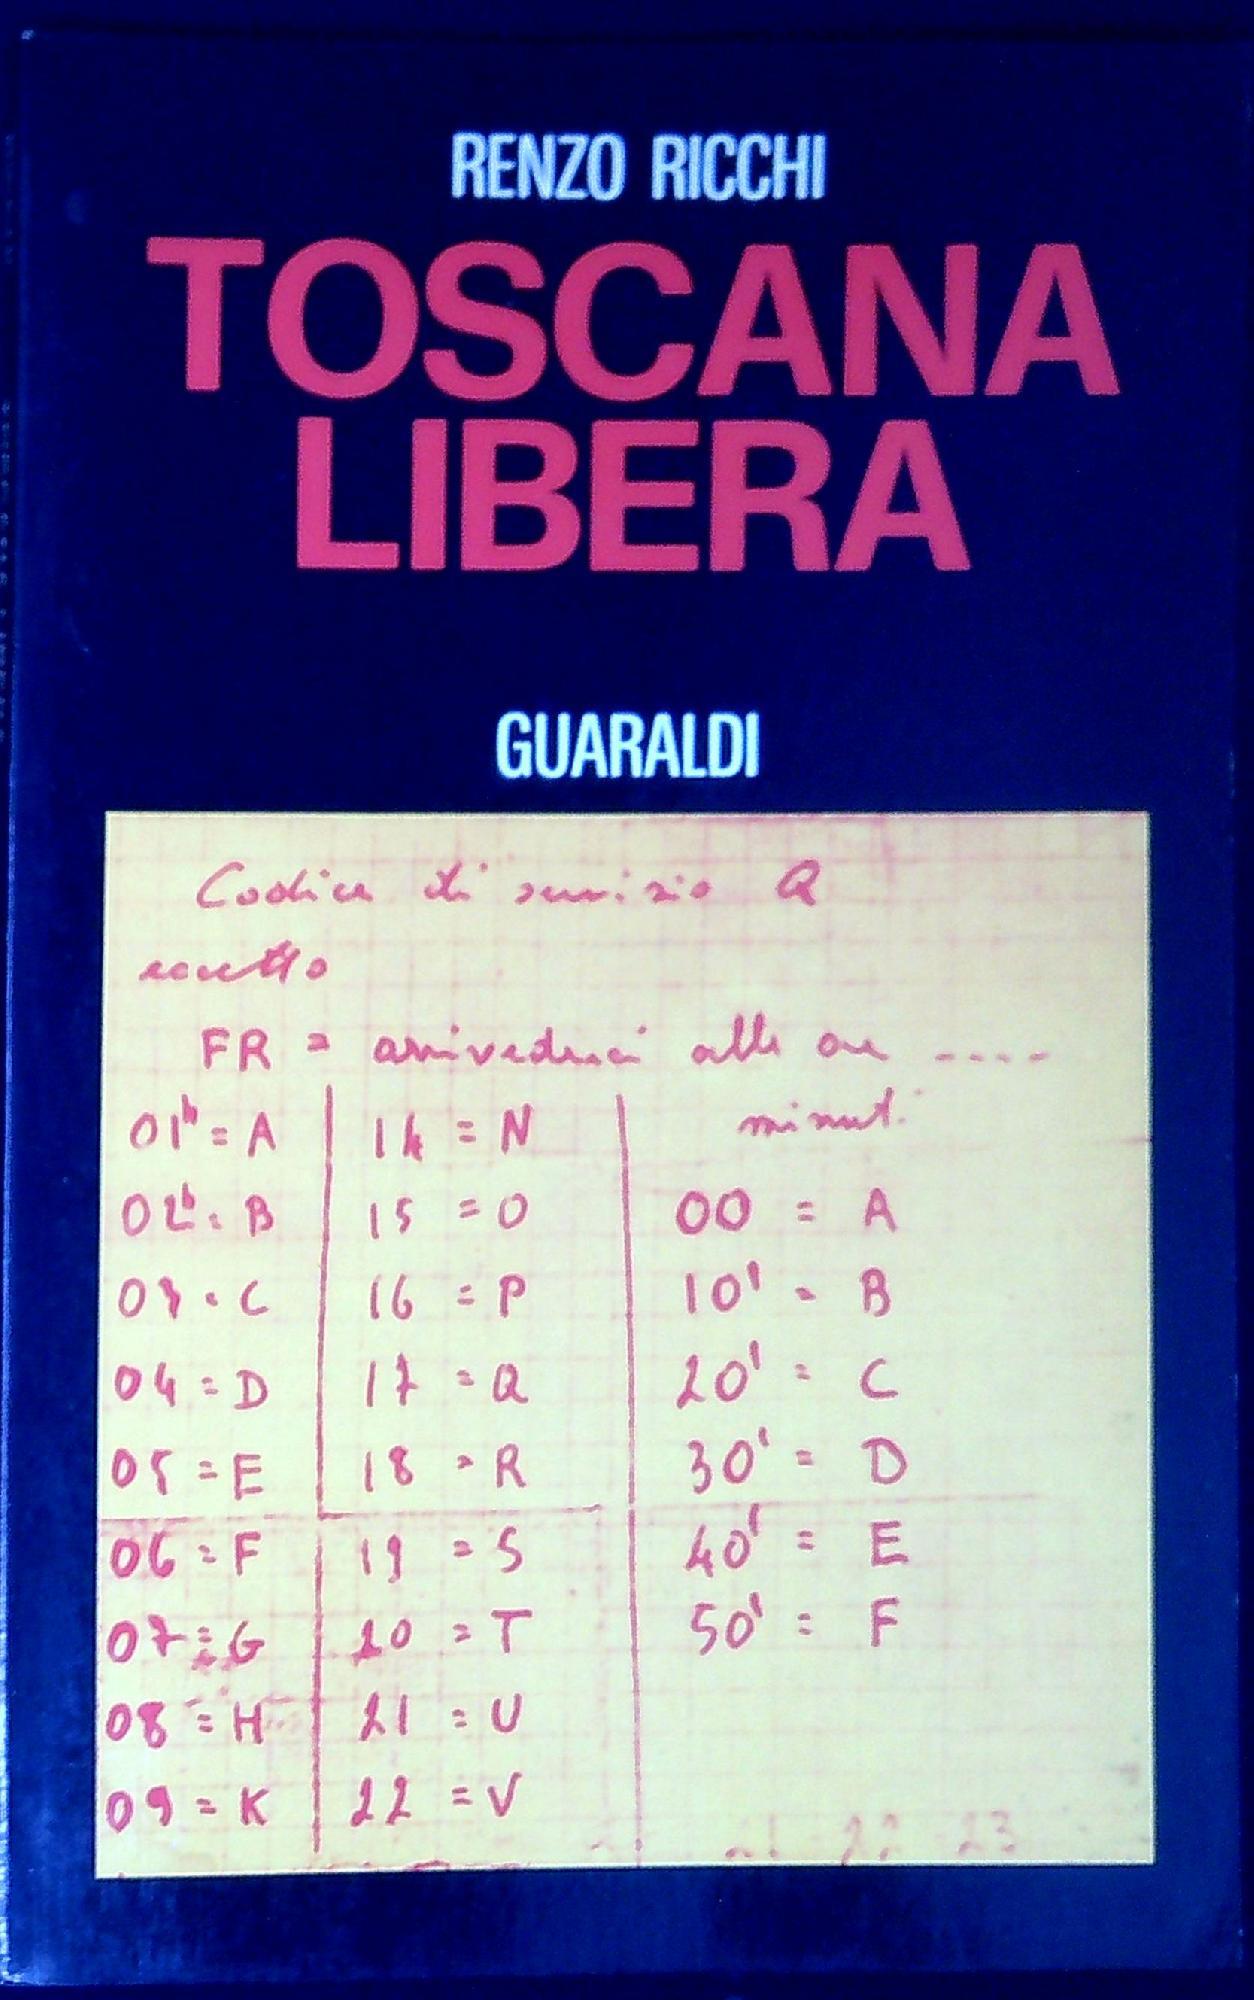 RENZO RICCHI
TOSCANA
LIBERA
GUARALDI
Codice di servizio Q
eccetto
FR = arrivederci alle ore ----
01h = A
02h = B
03 = C
04 = D
05 = E
06 = F
07 = G
08 = H
09 = K
14 = N
15 = O
16 = P
17 = Q
18 = R
19 = S
20 = T
21 = U
22 = V
minuti
00 = A
10' = B
20' = C
30' = D
40' = E
50' = F